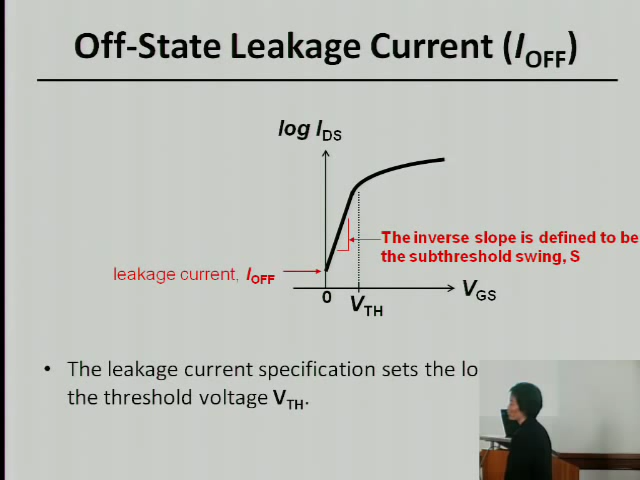 Off-State Leakage Current (IOFF)
log IDS
The inverse slope is defined to be
the subthreshold swing, S
leakage current, IOFF
0
VTH
VGS
• The leakage current specification sets the
the threshold voltage VTH.